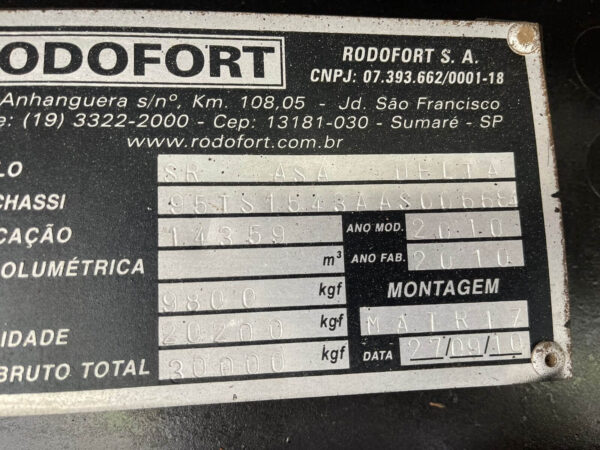 RODOFORT
RODOFORT S. A.
CNPJ: 07.393.662/0001-18
Anhanguera s/nº, Km. 108,05 - Jd. São Francisco
e: (19) 3322-2000 - Cep: 13181-030 - Sumaré - SP
www.rodofort.com.br
LO SR ASA DELTA
CHASSI
CAÇÃO 14359 ANO MOD. 2010
OLUMÉTRICA m³ ANO FAB. 2010
9800 kgf MONTAGEM
IDADE 20200 kgf MATRIZ
BRUTO TOTAL 30000 kgf DATA 27/09/10